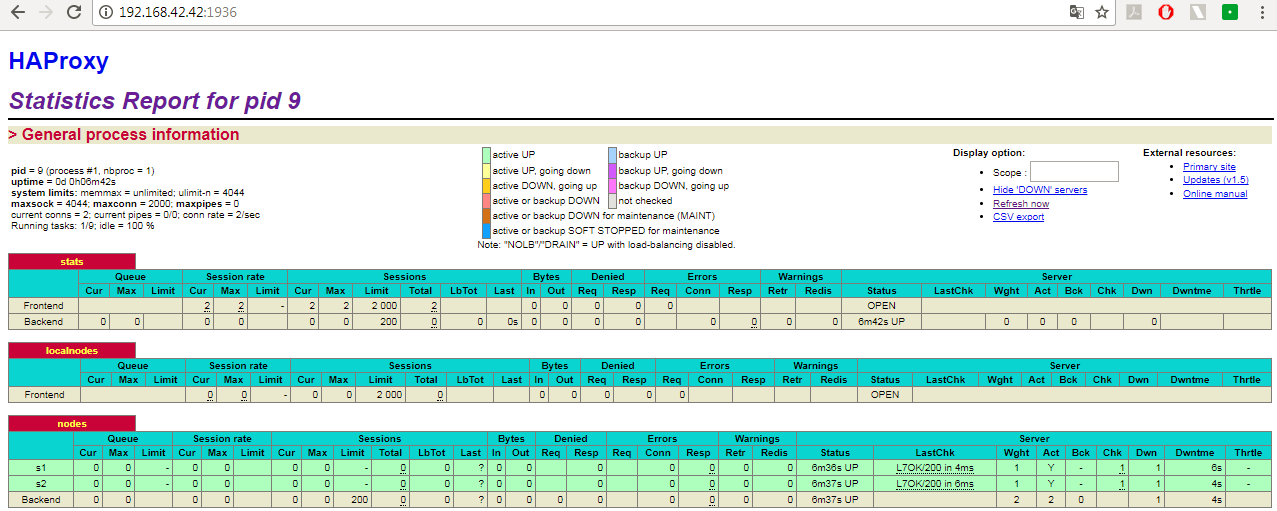 192.168.42.42:1936
HAProxy
Statistics Report for pid 9
> General process information
pid = 9 (process #1, nbproc = 1)
uptime = 0d 0h06m42s
system limits: memmax = unlimited; ulimit-n = 4044
maxsock = 4044; maxconn = 2000; maxpipes = 0
current conns = 2; current pipes = 0/0; conn rate = 2/sec
Running tasks: 1/9; idle = 100 %
active UP backup UP
active UP, going down backup UP, going down
active DOWN, going up backup DOWN, going up
active or backup DOWN not checked
active or backup DOWN for maintenance (MAINT)
active or backup SOFT STOPPED for maintenance
Note: "NOLB"/"DRAIN" = UP with load-balancing disabled.
Display option:
• Scope :
• Hide 'DOWN' servers
• Refresh now
• CSV export
External resources:
• Primary site
• Updates (v1.5)
• Online manual
stats
Queue Session rate Sessions Bytes Denied Errors Warnings Server
Cur Max Limit Cur Max Limit Cur Max Limit Total LbTot Last In Out Req Resp Req Conn Resp Retr Redis Status LastChk Wght Act Bck Chk Dwn Dwntme Thrtle
Frontend 2 2 - 2 2 2 000 2 0 0 0 0 0 OPEN
Backend 0 0 0 0 0 0 200 0 0 0s 0 0 0 0 0 0 0 0 6m42s UP 0 0 0 0
localnodes
Queue Session rate Sessions Bytes Denied Errors Warnings Server
Cur Max Limit Cur Max Limit Cur Max Limit Total LbTot Last In Out Req Resp Req Conn Resp Retr Redis Status LastChk Wght Act Bck Chk Dwn Dwntme Thrtle
Frontend 0 0 - 0 0 2 000 0 0 0 0 0 0 OPEN
nodes
Queue Session rate Sessions Bytes Denied Errors Warnings Server
Cur Max Limit Cur Max Limit Cur Max Limit Total LbTot Last In Out Req Resp Req Conn Resp Retr Redis Status LastChk Wght Act Bck Chk Dwn Dwntme Thrtle
s1 0 0 - 0 0 0 0 - 0 0 ? 0 0 0 0 0 0 0 6m36s UP L7OK/200 in 4ms 1 Y - 1 1 6s -
s2 0 0 - 0 0 0 0 - 0 0 ? 0 0 0 0 0 0 0 6m37s UP L7OK/200 in 6ms 1 Y - 1 1 4s -
Backend 0 0 0 0 0 0 200 0 0 ? 0 0 0 0 0 0 0 0 6m37s UP 2 2 0 1 4s